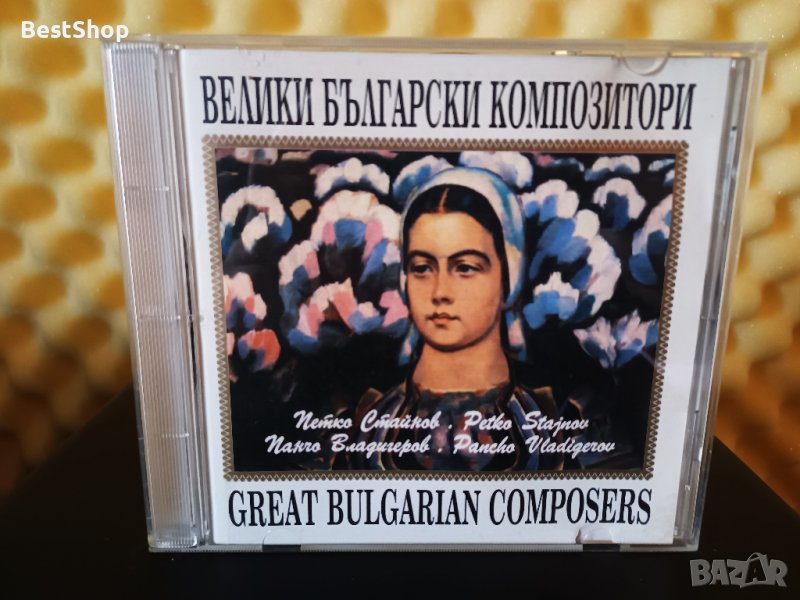 BestShop
ВЕЛИКИ БЪЛГАРСКИ КОМПОЗИТОРИ
Петко Стайнов . Petko Stajnov
Панчо Владигеров . Pancho Vladigerov
GREAT BULGARIAN COMPOSERS
BAZAR